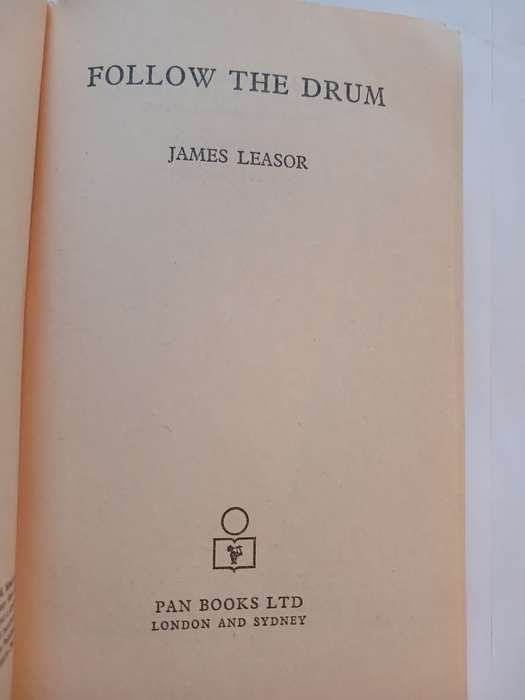 FOLLOW THE DRUM
JAMES LEASOR
PAN BOOKS LTD
LONDON AND SYDNEY